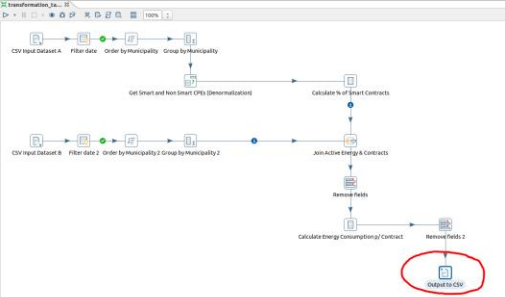 transformation_ta...
100%
CSV Input Dataset A
Filter date
Order by Municipality
Group by Municipality
Get Smart and Non Smart CPEs (Denormalization)
Calculate % of Smart Contracts
CSV Input Dataset B
Filter date 2
Order by Municipality 2
Group by Municipality 2
Join Active Energy & Contracts
Remove fields
Calculate Energy Consumption p/ Contract
Remove fields 2
Output to CSV